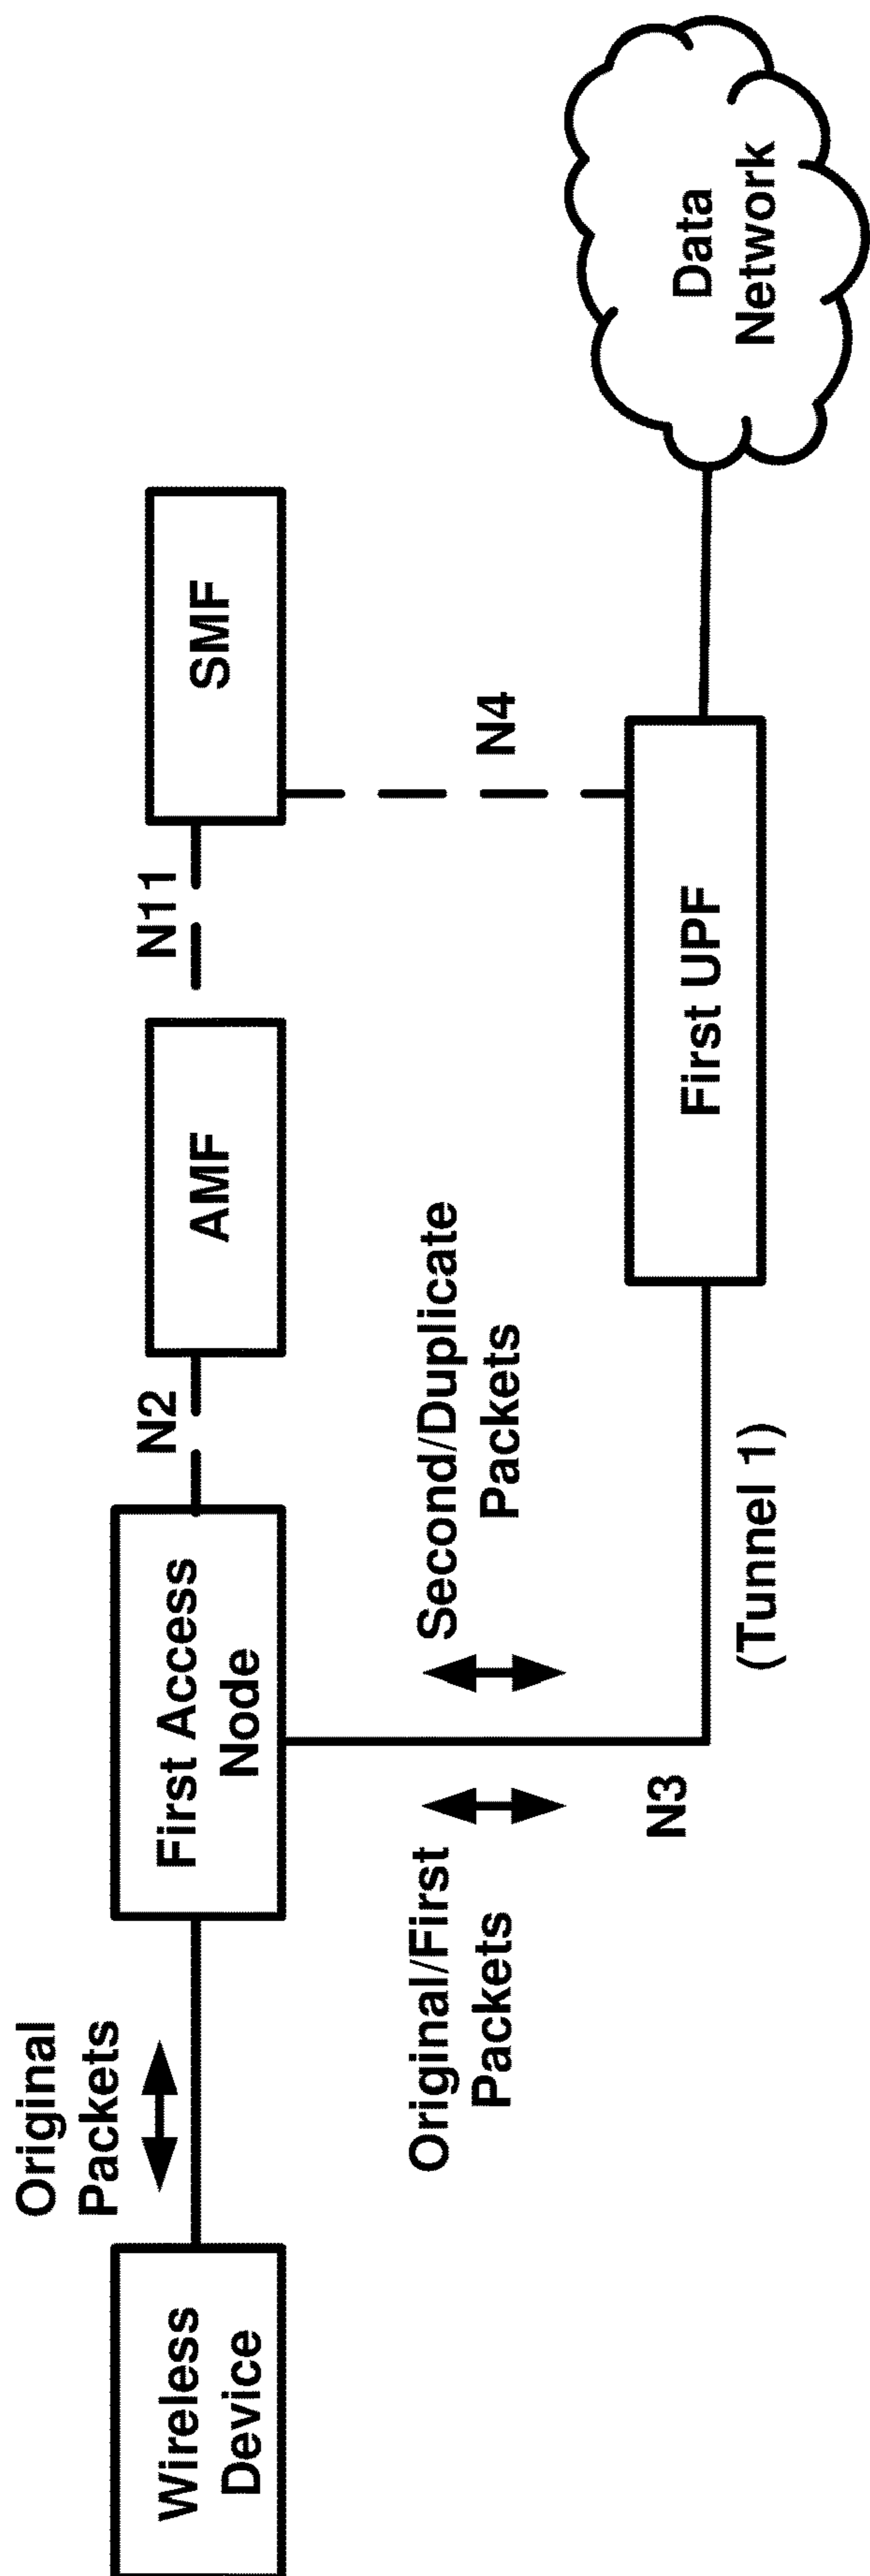 Original
Packets
Wireless
Device
First Access
Node
N2
AMF
N11
SMF
Original/First
Packets
Second/Duplicate
Packets
N4
N3
(Tunnel 1)
First UPF
Data
Network